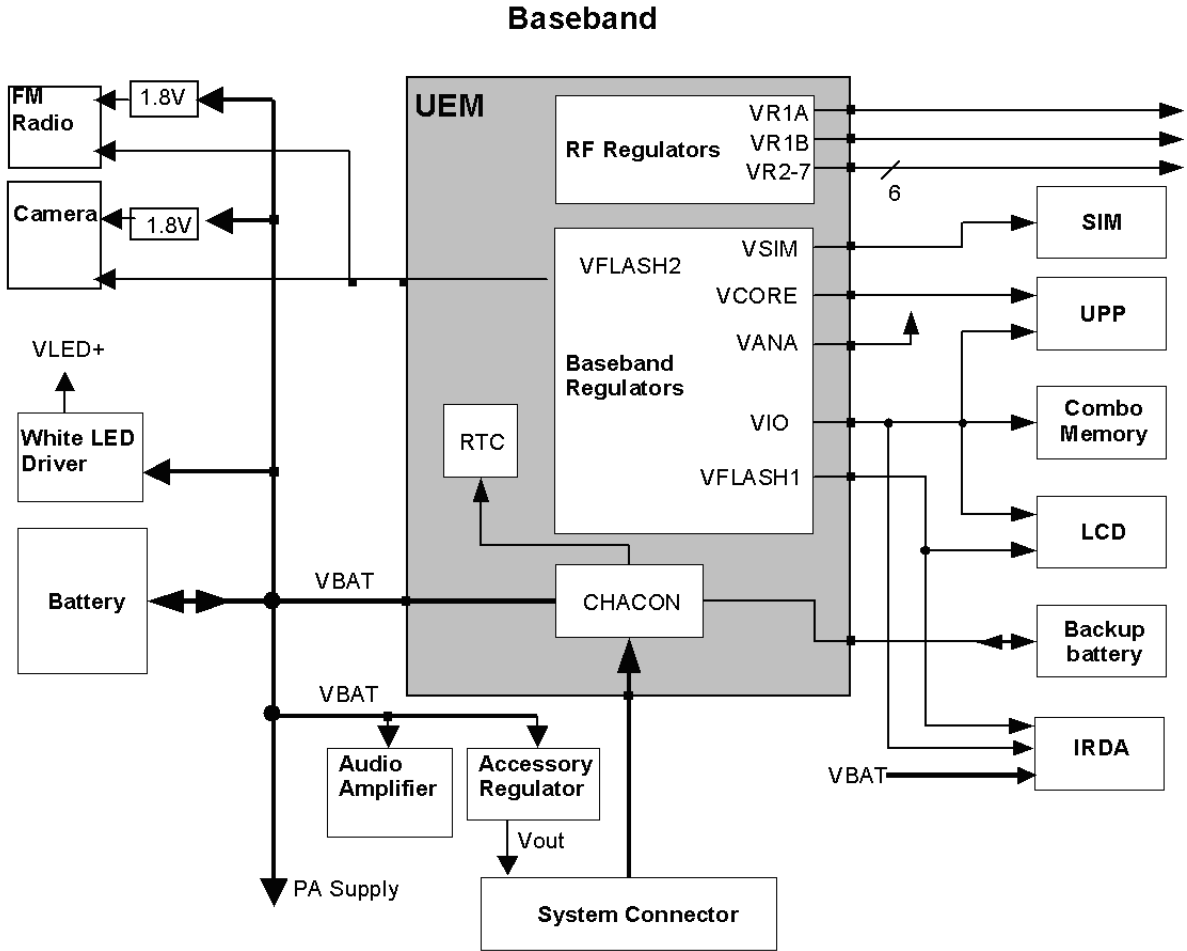 Baseband
FM
Radio
1.8V
Camera
1.8V
UEM
RF Regulators
VR1A
VR1B
VR2-7
6
VFLASH2
Baseband
Regulators
VSIM
VCORE
VANA
VIO
VFLASH1
SIM
UPP
Combo
Memory
LCD
Backup
battery
IRDA
VBAT
VLED+
White LED
Driver
RTC
Battery
VBAT
CHACON
VBAT
Audio
Amplifier
Accessory
Regulator
Vout
PA Supply
System Connector